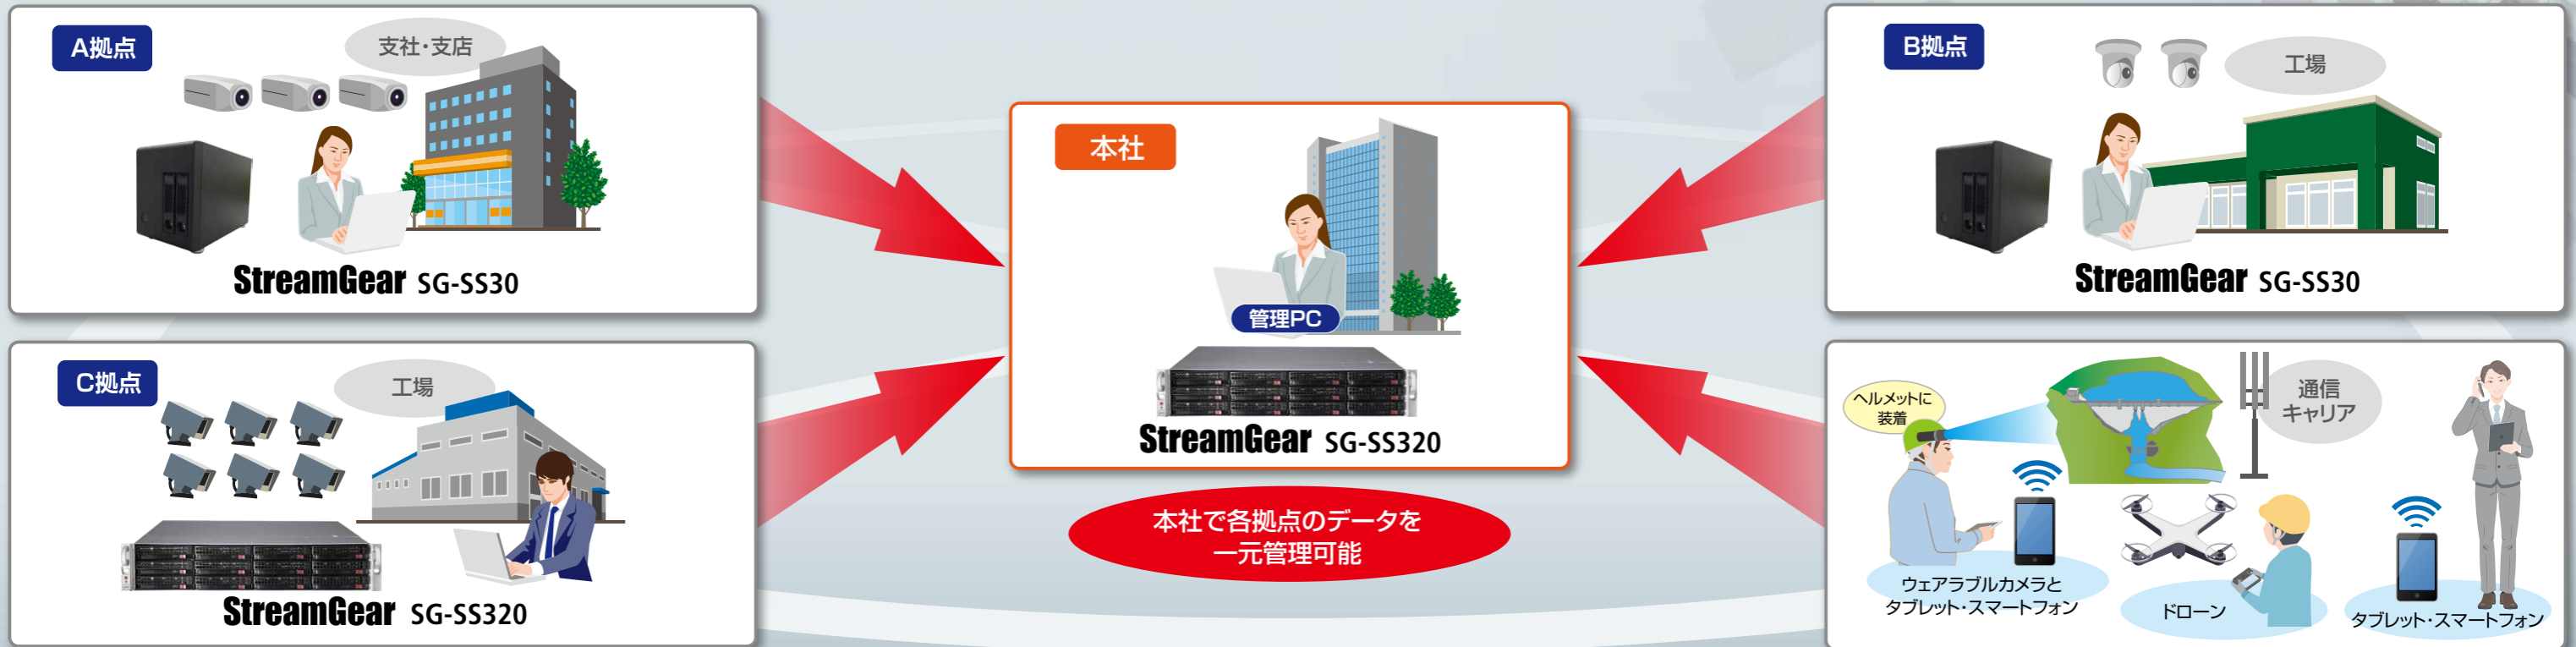 A拠点
支社・支店
StreamGear SG-SS30
C拠点
工場
StreamGear SG-SS320
本社
管理PC
StreamGear SG-SS320
本社で各拠点のデータを
一元管理可能
B拠点
工場
StreamGear SG-SS30
ヘルメットに
装着
通信
キャリア
ウェアラブルカメラと
タブレット・スマートフォン
ドローン
タブレット・スマートフォン